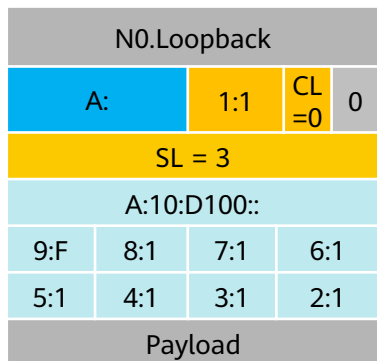 N0.Loopback
A: 1:1 CL =0 0
SL = 3
A:10:D100::
9:F 8:1 7:1 6:1
5:1 4:1 3:1 2:1
Payload